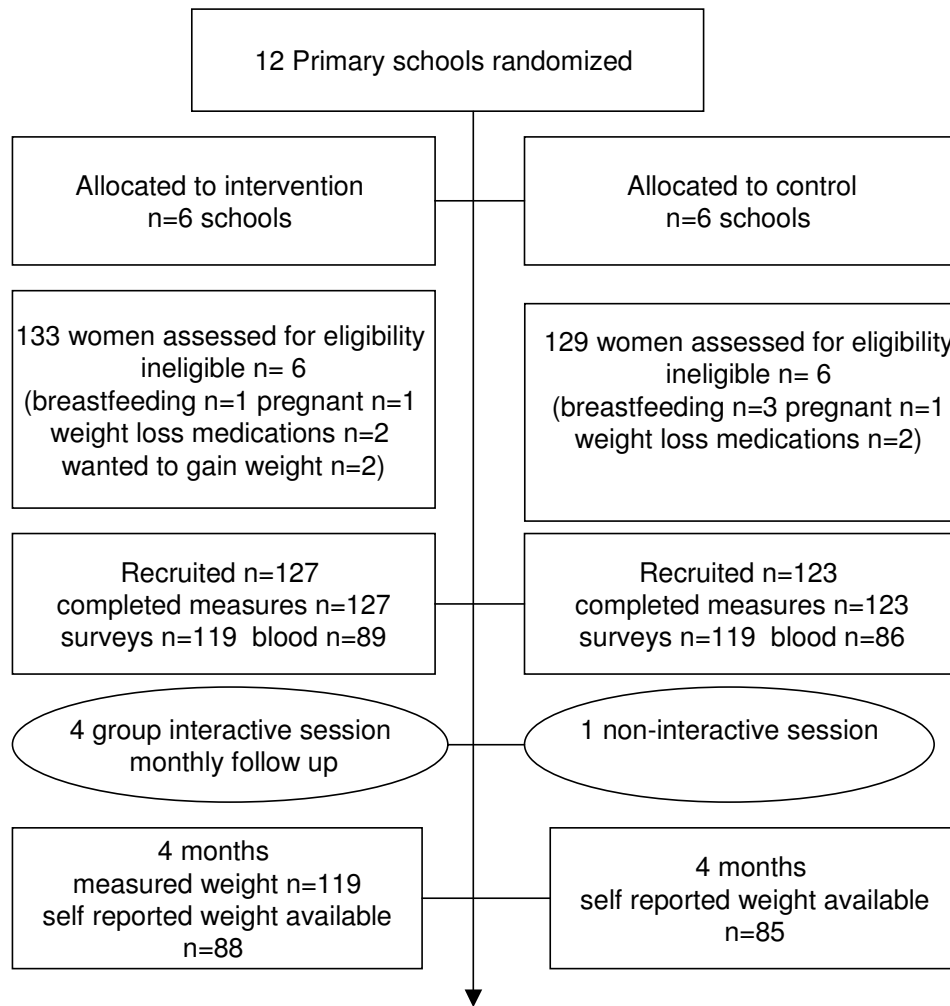 12 Primary schools randomized
Allocated to intervention
n=6 schools
Allocated to control
n=6 schools
133 women assessed for eligibility
ineligible n= 6
(breastfeeding n=1 pregnant n=1
weight loss medications n=2
wanted to gain weight n=2)
129 women assessed for eligibility
ineligible n= 6
(breastfeeding n=3 pregnant n=1
weight loss medications n=2)
Recruited n=127
completed measures n=127
surveys n=119  blood n=89
Recruited n=123
completed measures n=123
surveys n=119  blood n=86
4 group interactive session
monthly follow up
1 non-interactive session
4 months
measured weight n=119
self reported weight available
n=88
4 months
self reported weight available
n=85